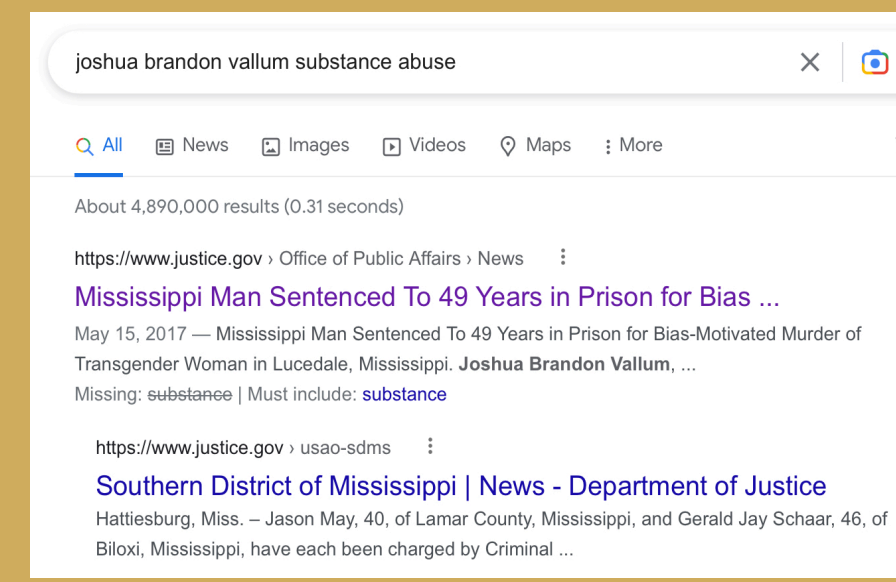 joshua brandon vallum substance abuse
All News Images Videos Maps More
About 4,890,000 results (0.31 seconds)
https://www.justice.gov › Office of Public Affairs › News
Mississippi Man Sentenced To 49 Years in Prison for Bias ...
May 15, 2017 — Mississippi Man Sentenced To 49 Years in Prison for Bias-Motivated Murder of
Transgender Woman in Lucedale, Mississippi. Joshua Brandon Vallum, ...
Missing: substance | Must include: substance
https://www.justice.gov › usao-sdms
Southern District of Mississippi | News - Department of Justice
Hattiesburg, Miss. – Jason May, 40, of Lamar County, Mississippi, and Gerald Jay Schaar, 46, of
Biloxi, Mississippi, have each been charged by Criminal ...